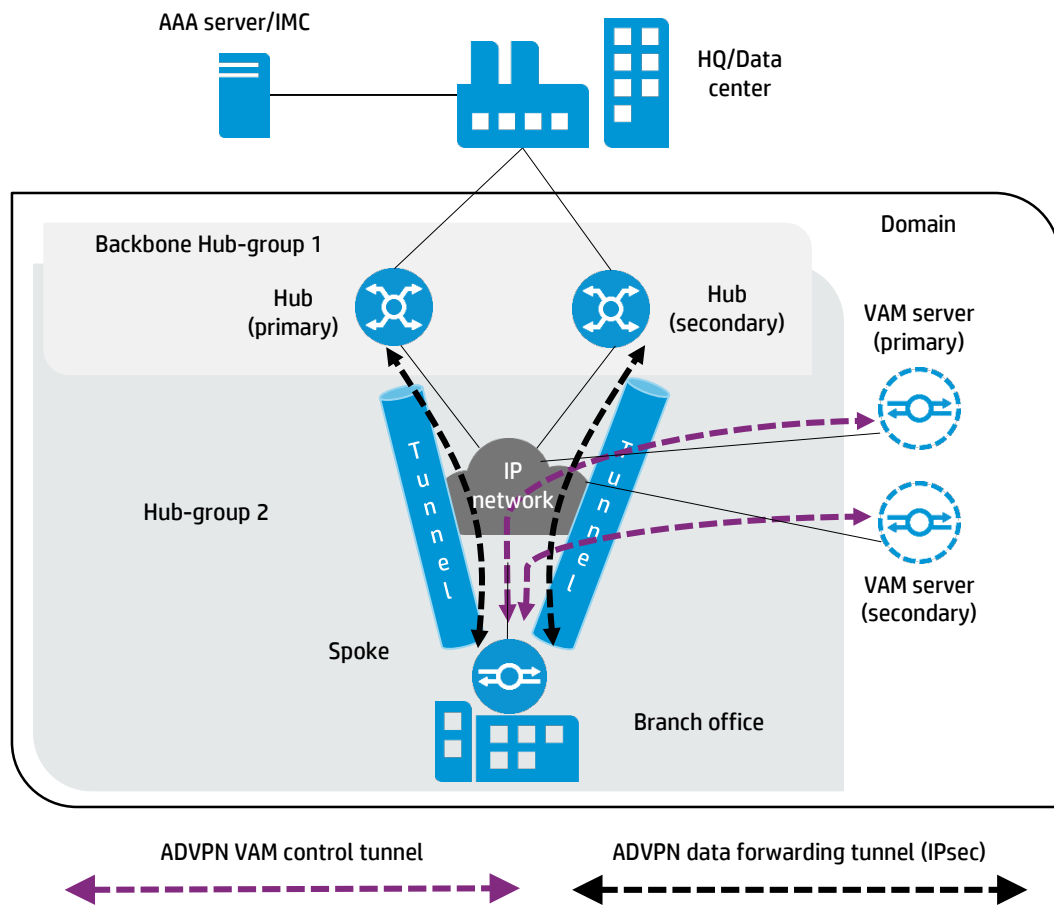 AAA server/IMC
HQ/Data
center
Domain
Backbone Hub-group 1
Hub
(primary)
Hub
(secondary)
VAM server
(primary)
Tunnel
Tunnel
IP
network
Hub-group 2
VAM server
(secondary)
Spoke
Branch office
ADVPN VAM control tunnel
ADVPN data forwarding tunnel (IPsec)